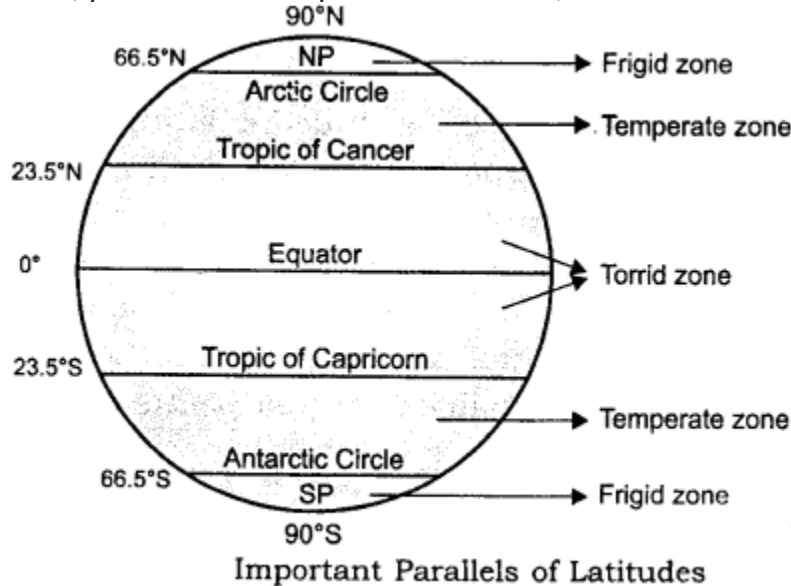 90°N
66.5°N
NP
Frigid zone
Arctic Circle
Temperate zone
Tropic of Cancer
23.5°N
Equator
0°
Torrid zone
Tropic of Capricorn
23.5°S
Temperate zone
Antarctic Circle
66.5°S
SP
Frigid zone
90°S
Important Parallels of Latitudes